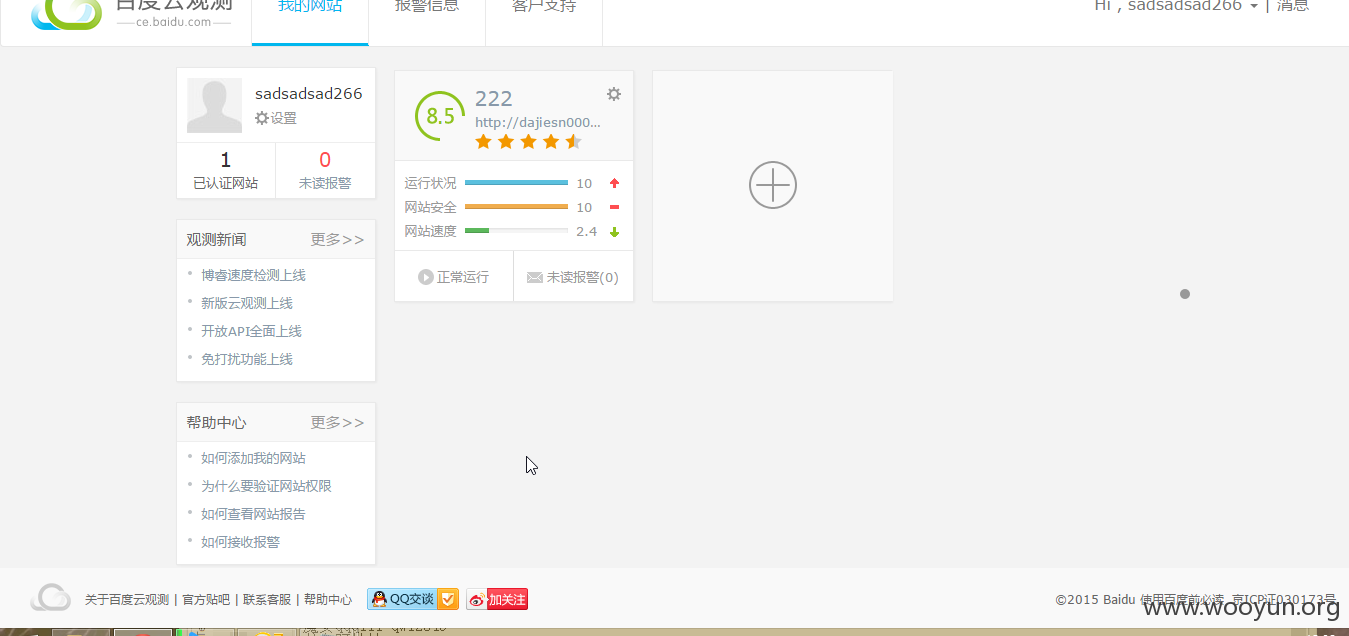 百度云观测
ce.baidu.com
我的网站
报警信息
客户支持
Hi , sadsadsad266 | 消息
sadsadsad266
设置
1
已认证网站
0
未读报警
8.5
222
http://dajiesn000...
运行状况 10
网站安全 10
网站速度 2.4
正常运行
未读报警(0)
观测新闻 更多>>
博睿速度检测上线
新版云观测上线
开放API全面上线
免打扰功能上线
帮助中心 更多>>
如何添加我的网站
为什么要验证网站权限
如何查看网站报告
如何接收报警
关于百度云观测 | 官方贴吧 | 联系客服 | 帮助中心
QQ交谈
加关注
©2015 Baidu 使用百度前必读 京ICP证030173号
www.wooyun.org